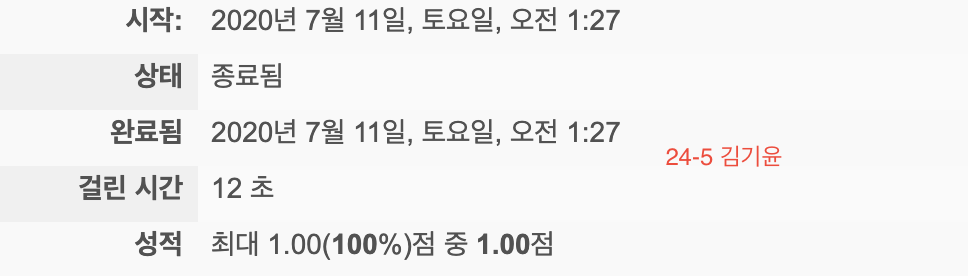 시작: 2020년 7월 11일, 토요일, 오전 1:27
상태 종료됨
완료됨 2020년 7월 11일, 토요일, 오전 1:27
24-5 김기윤
걸린 시간 12 초
성적 최대 1.00(100%)점 중 1.00점